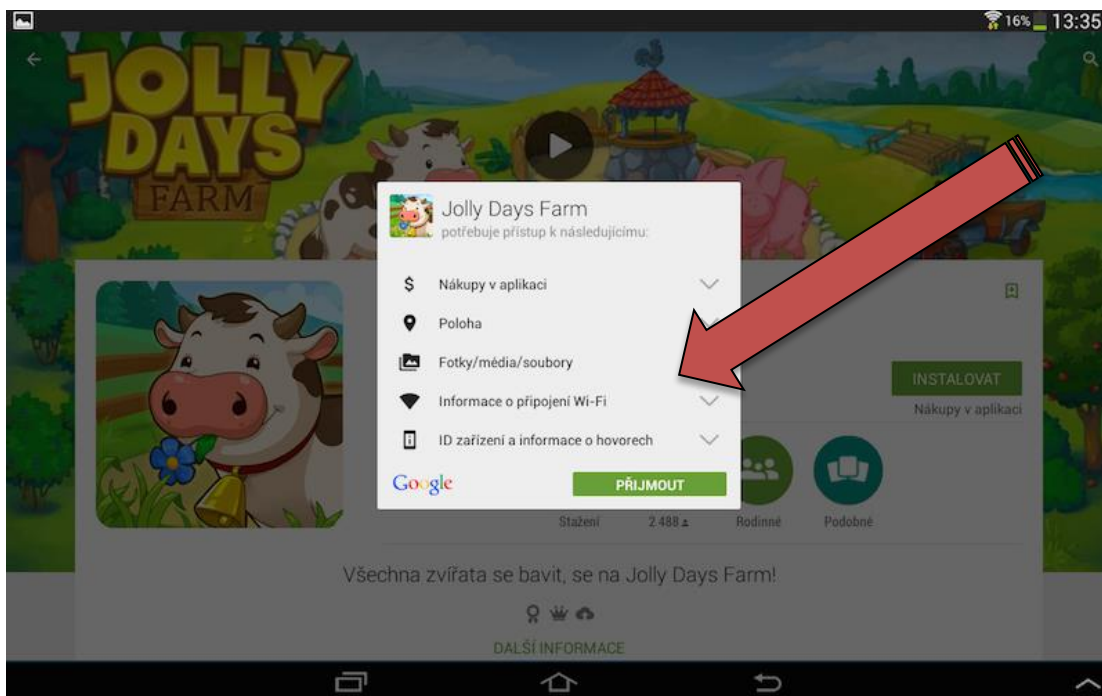 16% 13:35
JOLLY
DAYS
FARM
Jolly Days Farm
potřebuje přístup k následujícímu:
$ Nákupy v aplikaci
Poloha
Fotky/média/soubory
Informace o připojení Wi-Fi
ID zařízení a informace o hovorech
Google
PŘIJMOUT
INSTALOVAT
Nákupy v aplikaci
Stažení 2 488 Rodinné Podobné
Všechna zvířata se bavit, se na Jolly Days Farm!
DALŠÍ INFORMACE